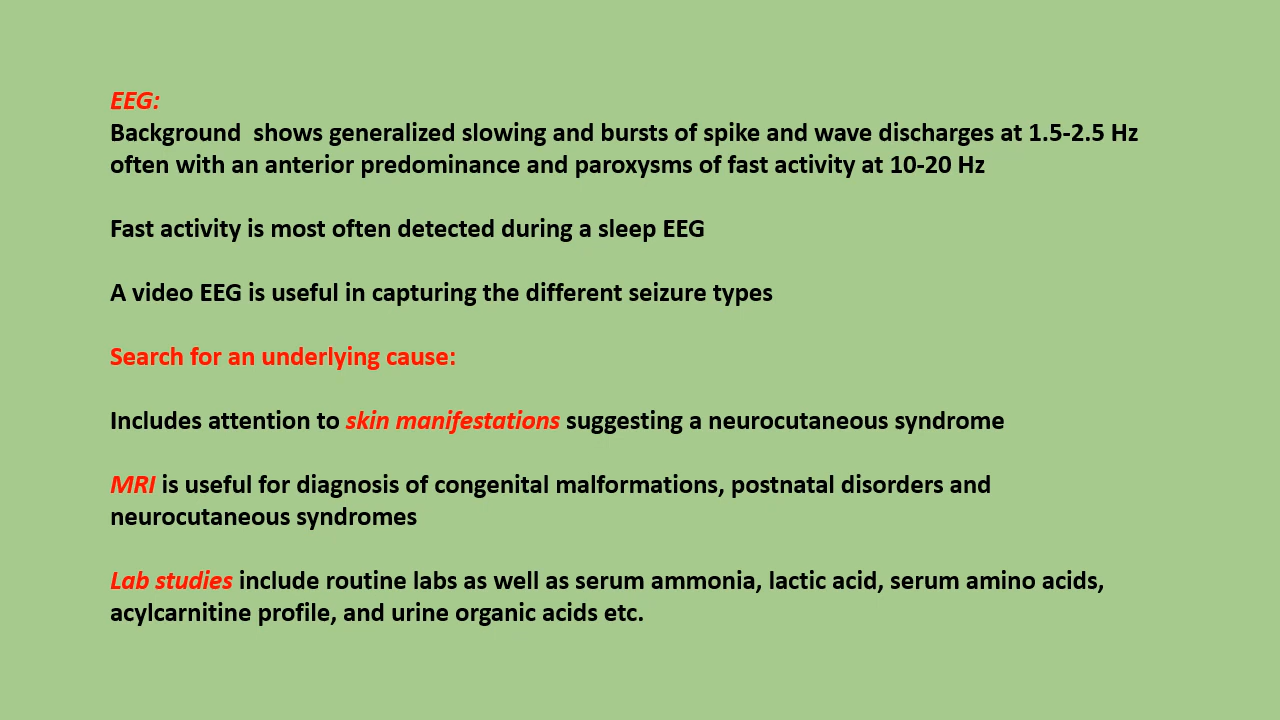 EEG:
Background  shows generalized slowing and bursts of spike and wave discharges at 1.5-2.5 Hz
often with an anterior predominance and paroxysms of fast activity at 10-20 Hz
Fast activity is most often detected during a sleep EEG
A video EEG is useful in capturing the different seizure types
Search for an underlying cause:
Includes attention to skin manifestations suggesting a neurocutaneous syndrome
MRI is useful for diagnosis of congenital malformations, postnatal disorders and
neurocutaneous syndromes
Lab studies include routine labs as well as serum ammonia, lactic acid, serum amino acids,
acylcarnitine profile, and urine organic acids etc.